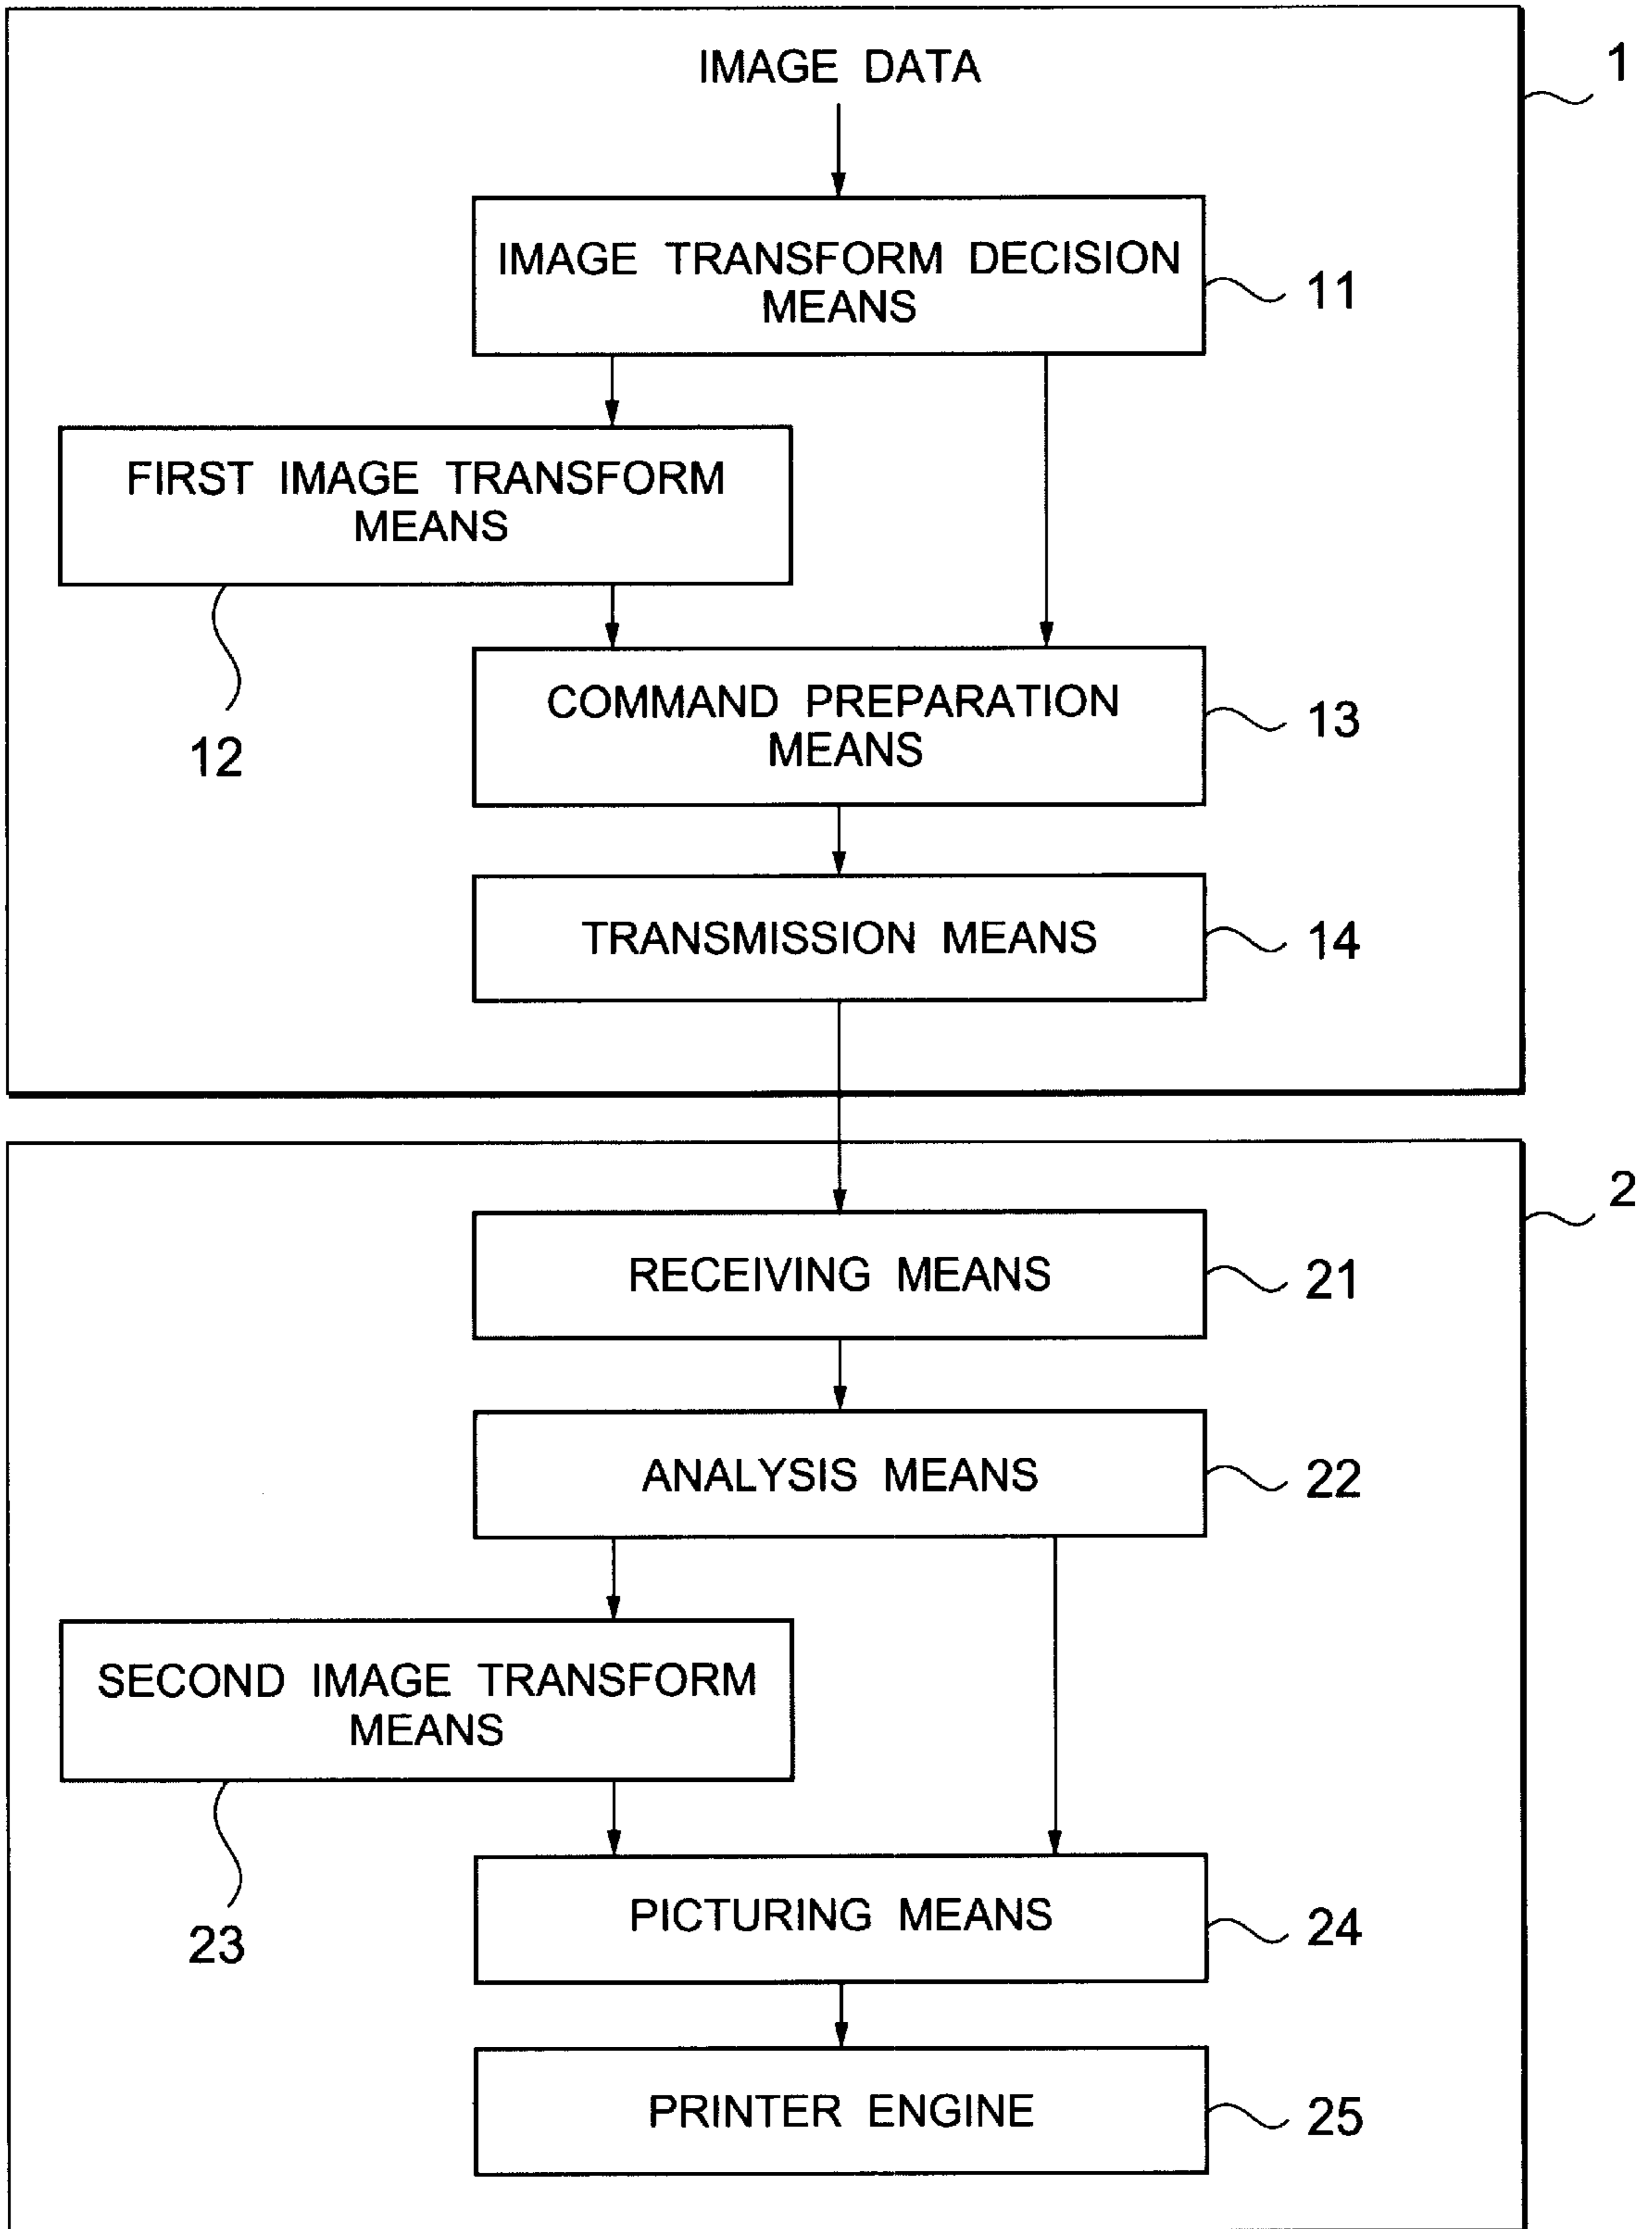 IMAGE DATA
1
IMAGE TRANSFORM DECISION
MEANS
11
FIRST IMAGE TRANSFORM
MEANS
12
COMMAND PREPARATION
MEANS
13
TRANSMISSION MEANS
14
2
RECEIVING MEANS
21
ANALYSIS MEANS
22
SECOND IMAGE TRANSFORM
MEANS
23
PICTURING MEANS
24
PRINTER ENGINE
25